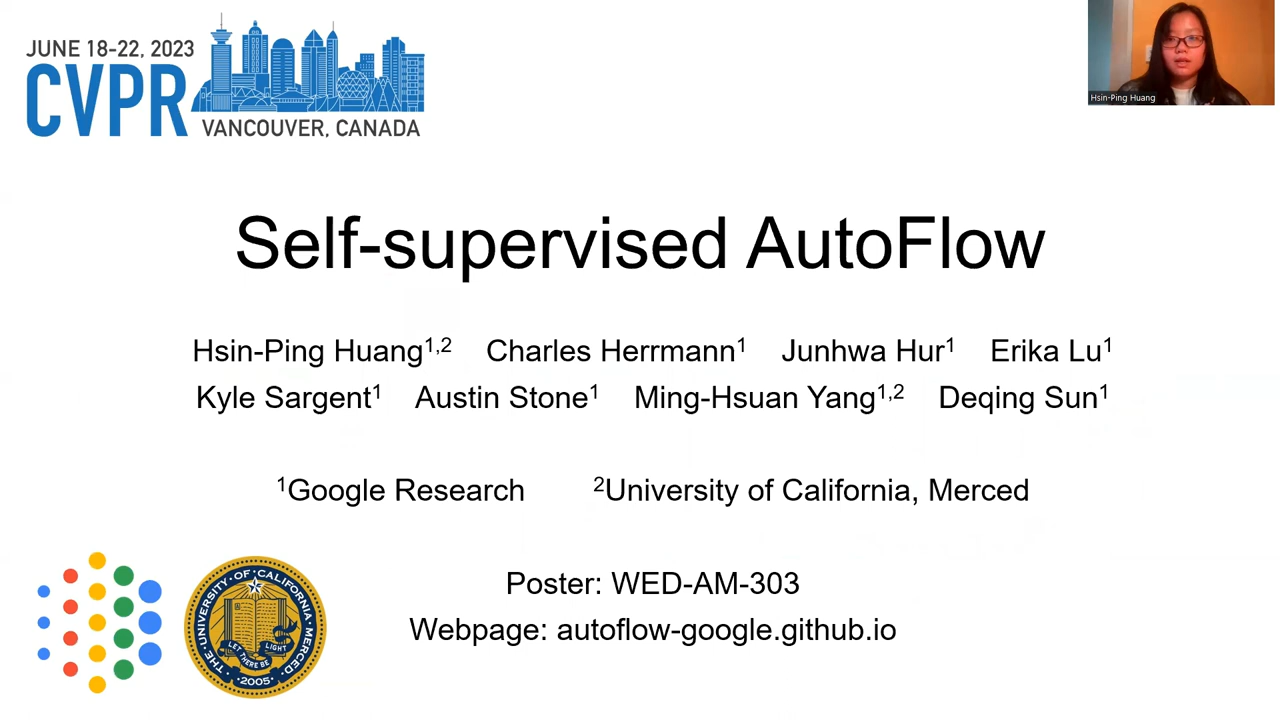 JUNE 18-22, 2023
CVPR
VANCOUVER, CANADA
Hsin-Ping Huang
Self-supervised AutoFlow
Hsin-Ping Huang1,2 Charles Herrmann1 Junhwa Hur1 Erika Lu1
Kyle Sargent1 Austin Stone1 Ming-Hsuan Yang1,2 Deqing Sun1
1Google Research 2University of California, Merced
THE · UNIVERSITY · OF · CALIFORNIA · MERCED
LET THERE BE LIGHT
· 2005 ·
Poster: WED-AM-303
Webpage: autoflow-google.github.io